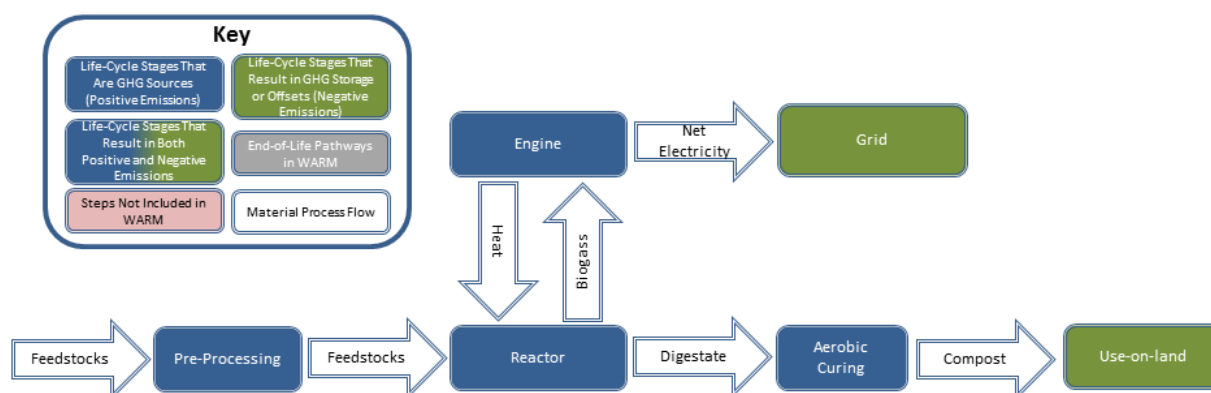 Key
Life-Cycle Stages That
Are GHG Sources
(Positive Emissions)
Life-Cycle Stages That
Result in GHG Storage
or Offsets (Negative
Emissions)
Life-Cycle Stages That
Result in Both
Positive and Negative
Emissions
End-of-Life Pathways
in WARM
Steps Not Included in
WARM
Material Process Flow
Engine
Net
Electricity
Grid
Heat
Biogass
Feedstocks
Pre-Processing
Feedstocks
Reactor
Digestate
Aerobic
Curing
Compost
Use-on-land